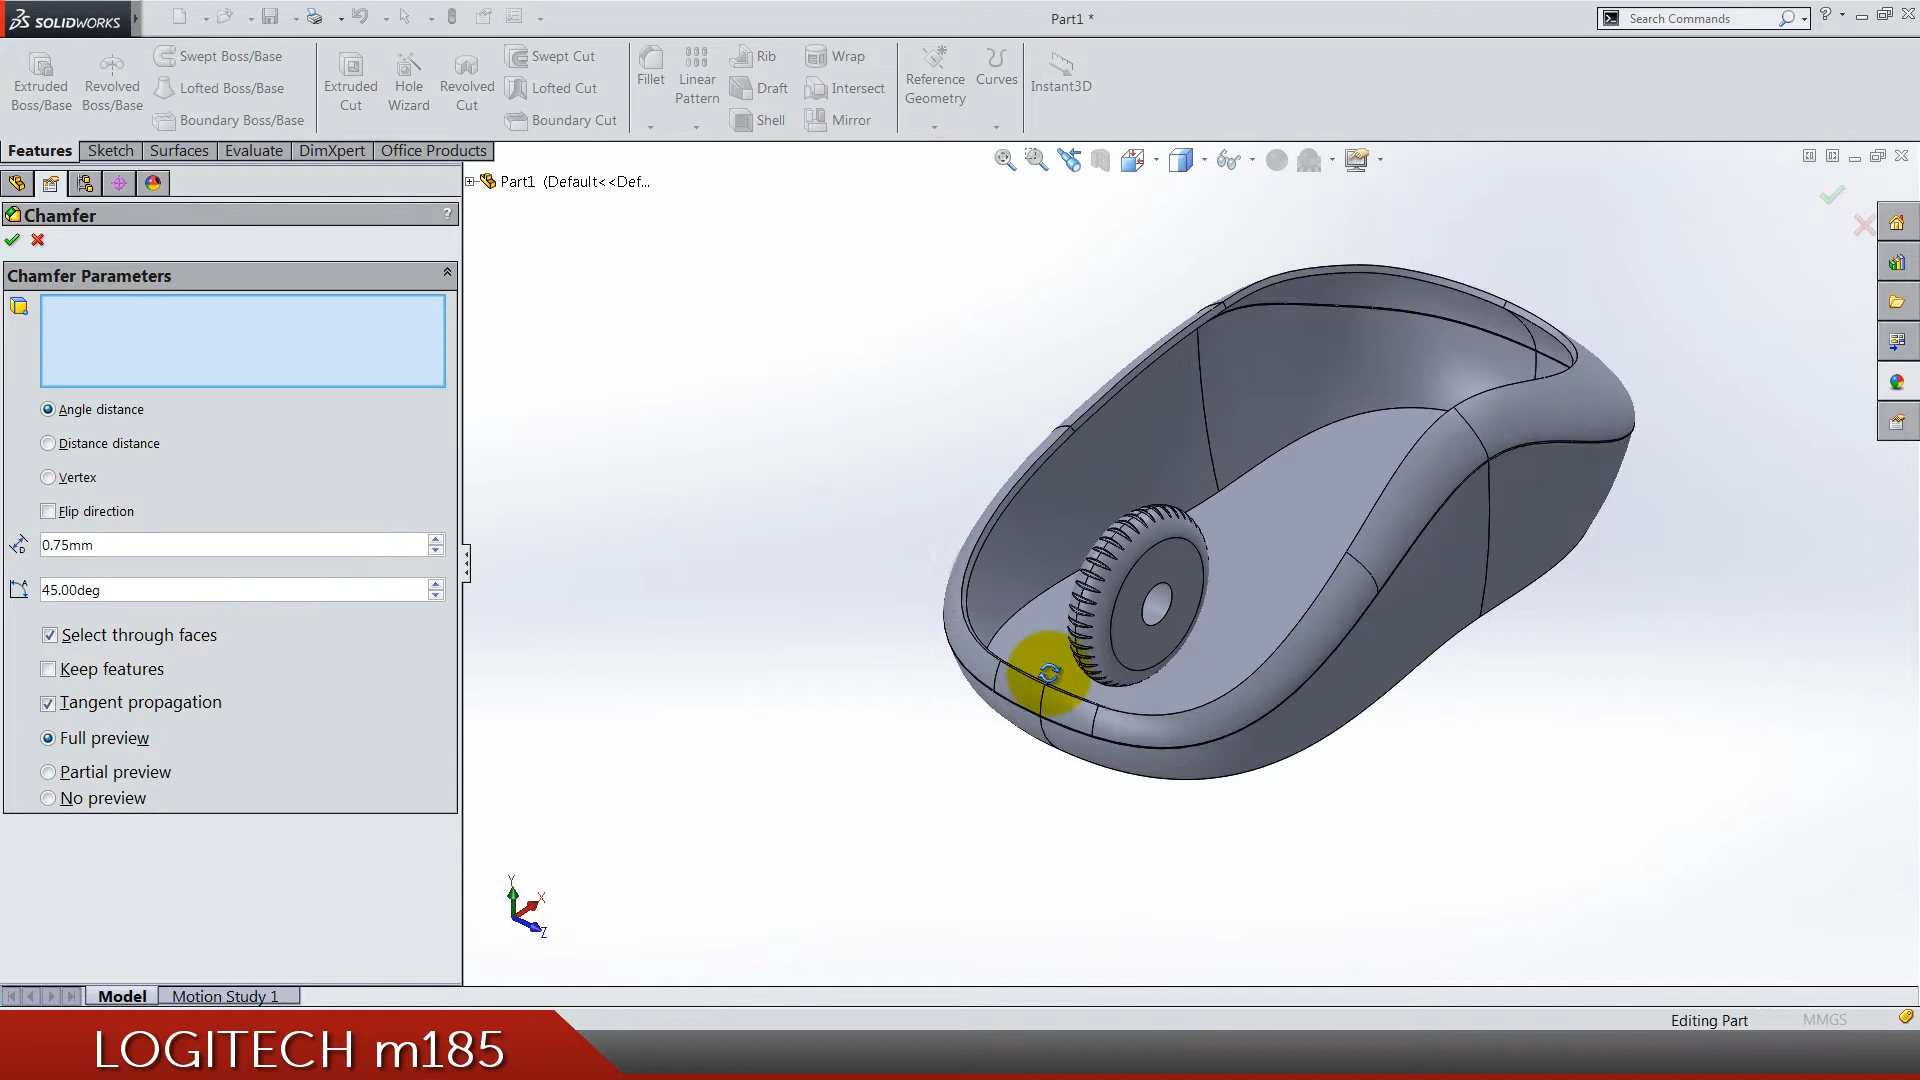 SOLIDWORKS
Part1 *
Search Commands
?
Extruded
Boss/Base
Revolved
Boss/Base
Swept Boss/Base
Lofted Boss/Base
Boundary Boss/Base
Extruded
Cut
Hole
Wizard
Revolved
Cut
Swept Cut
Lofted Cut
Boundary Cut
Fillet
Linear
Pattern
Rib
Draft
Shell
Wrap
Intersect
Mirror
Reference
Geometry
Curves
Instant3D
Features
Sketch
Surfaces
Evaluate
DimXpert
Office Products
Part1 (Default<<Def...
Chamfer
?
Chamfer Parameters
Angle distance
Distance distance
Vertex
Flip direction
D
0.75mm
A
45.00deg
Select through faces
Keep features
Tangent propagation
Full preview
Partial preview
No preview
Y
X
Z
Model
Motion Study 1
Editing Part
MMGS
LOGITECH m185